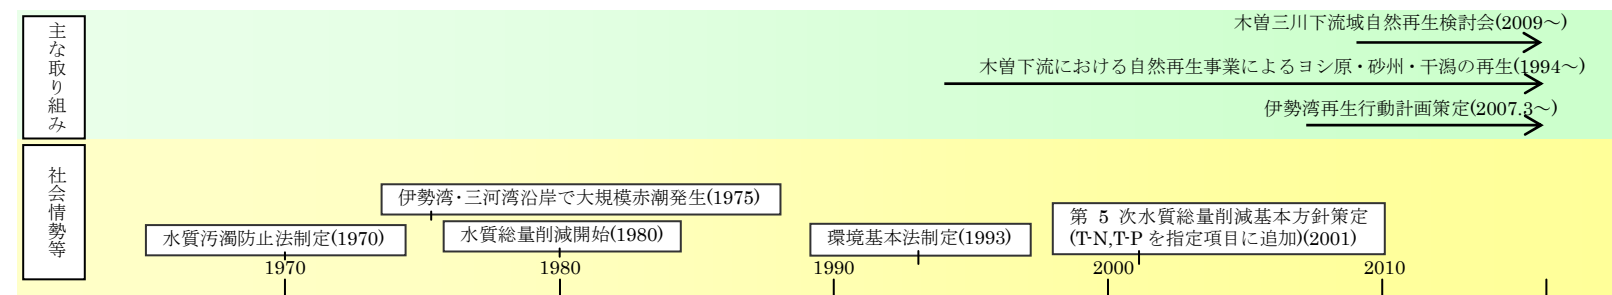 主な取り組み
木曽三川下流域自然再生検討会(2009～)
木曽下流における自然再生事業によるヨシ原・砂州・干潟の再生(1994～)
伊勢湾再生行動計画策定(2007.3～)
社会情勢等
伊勢湾・三河湾沿岸で大規模赤潮発生(1975)
水質汚濁防止法制定(1970)
水質総量削減開始(1980)
環境基本法制定(1993)
第 5 次水質総量削減基本方針策定
(T-N,T-P を指定項目に追加)(2001)
1970
1980
1990
2000
2010